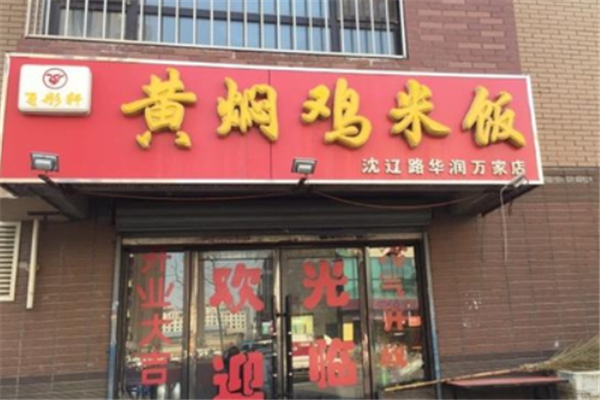 黄焖鸡米饭
沈辽路华润万家店
开业大吉
欢迎
光临